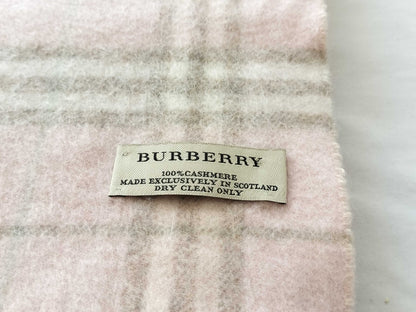 BURBERRY
100%CASHMERE
MADE EXCLUSIVELY IN SCOTLAND
DRY CLEAN ONLY